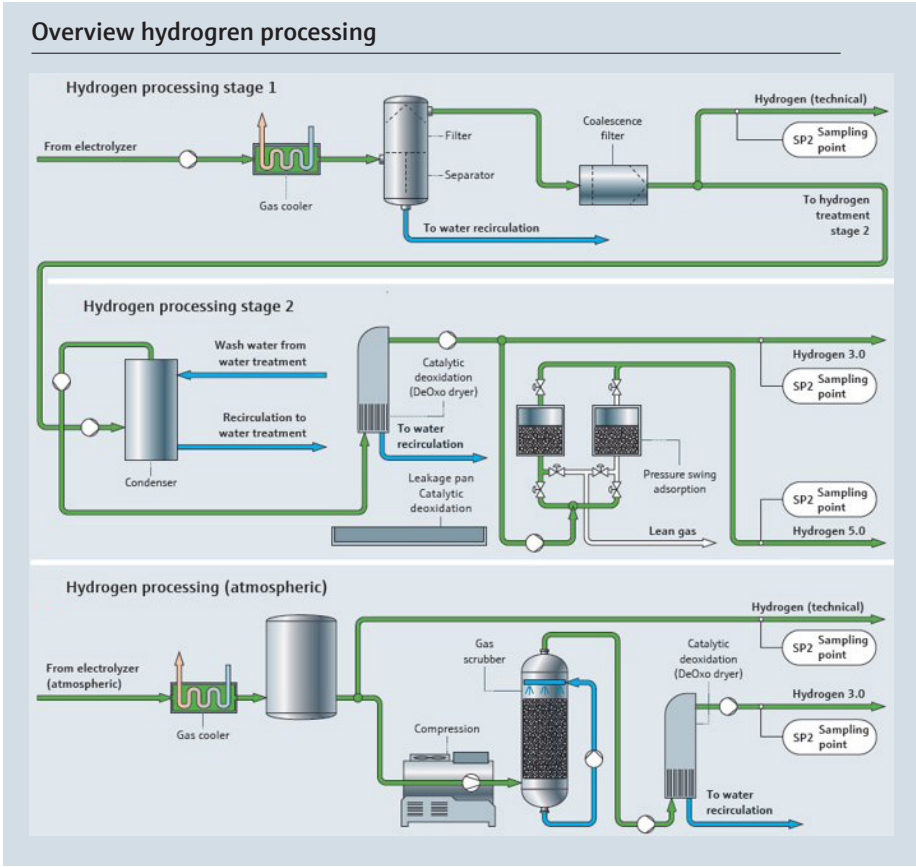 Overview hydrogren processing
Hydrogen processing stage 1
From electrolyzer
Gas cooler
Filter
Separator
To water recirculation
Coalescence
filter
Hydrogen (technical)
SP2 Sampling
point
To hydrogen
treatment
stage 2
Hydrogen processing stage 2
Wash water from
water treatment
Recirculation to
water treatment
Condenser
Catalytic
deoxidation
(DeOxo dryer)
To water
recirculation
Leakage pan
Catalytic
deoxidation
Hydrogen 3.0
SP2 Sampling
point
Pressure swing
adsorption
Lean gas
SP2 Sampling
point
Hydrogen 5.0
Hydrogen processing (atmospheric)
From electrolyzer
(atmospheric)
Gas cooler
Compression
Gas
scrubber
Hydrogen (technical)
SP2 Sampling
point
Catalytic
deoxidation
(DeOxo dryer)
Hydrogen 3.0
SP2 Sampling
point
To water
recirculation